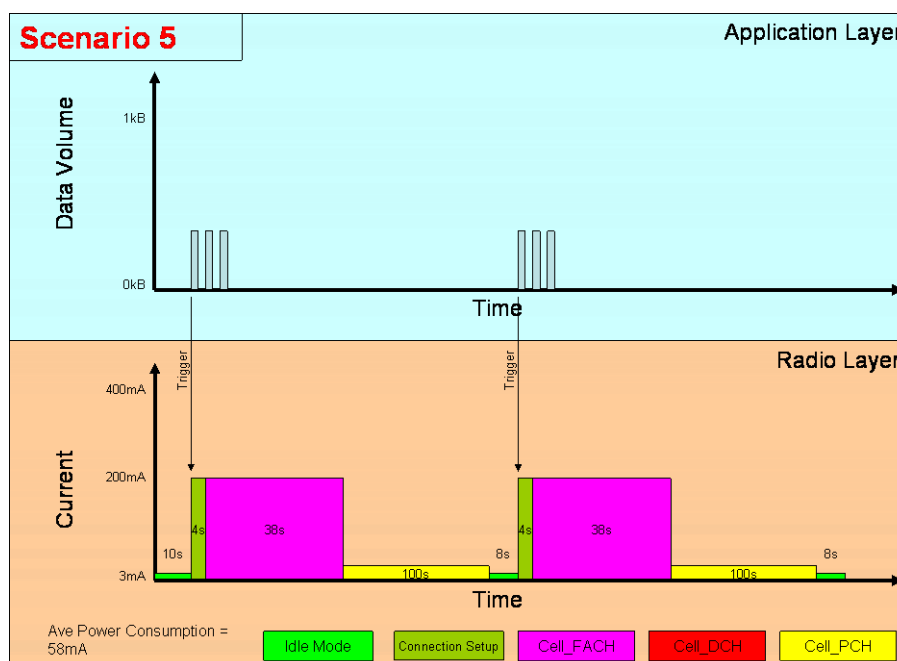 Scenario 5
Application Layer
Data Volume
1kB
0kB
Time
Trigger
Trigger
Radio Layer
Current
400mA
200mA
3mA
10s
4s
38s
100s
8s
4s
38s
100s
8s
Time
Ave Power Consumption =
58mA
Idle Mode
Connection Setup
Cell_FACH
Cell_DCH
Cell_PCH